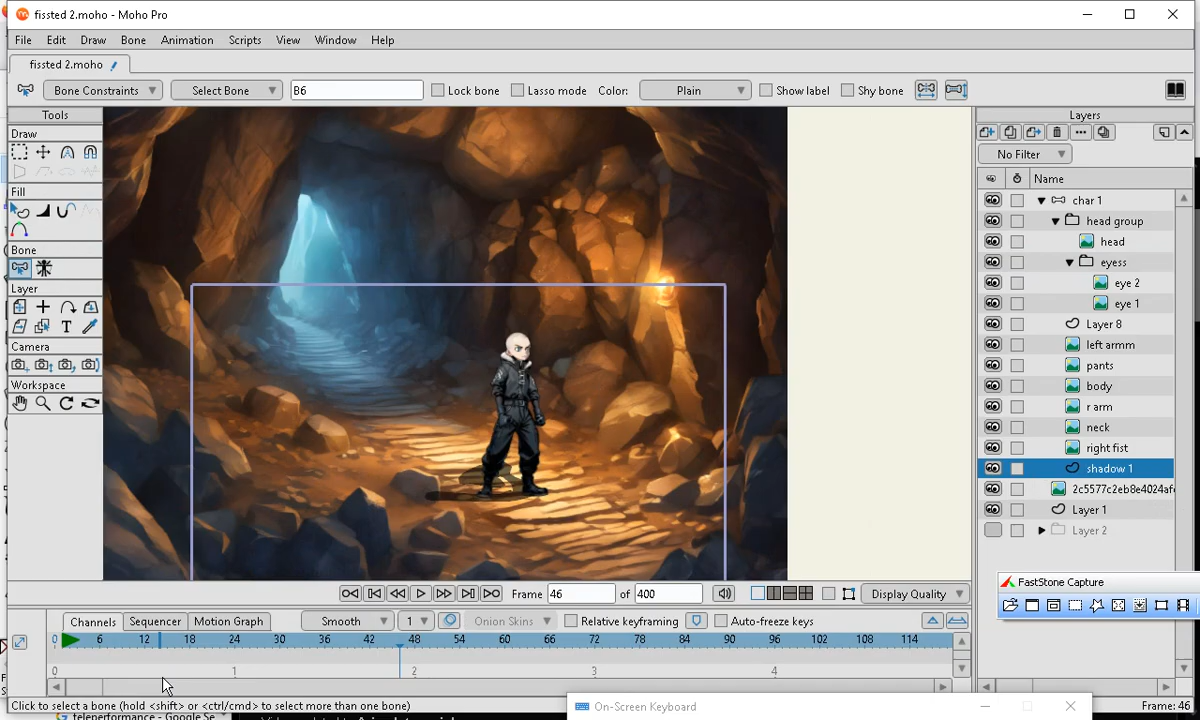 fissted 2.moho - Moho Pro
File Edit Draw Bone Animation Scripts View Window Help
fissted 2.moho
Bone Constraints Select Bone B6 Lock bone Lasso mode Color: Plain Show label Shy bone
Tools
Draw
Fill
Bone
Layer
Camera
Workspace
Layers
No Filter
Name
char 1
head group
head
eyess
eye 2
eye 1
Layer 8
left armm
pants
body
r arm
neck
right fist
shadow 1
2c5577c2eb8e4024af
Layer 1
Layer 2
FastStone Capture
Frame 46 of 400 Display Quality
Channels Sequencer Motion Graph Smooth 1 Onion Skins Relative keyframing Auto-freeze keys
0 6 12 18 24 30 36 42 48 54 60 66 72 78 84 90 96 102 108 114
0 1 2 3 4
Click to select a bone (hold <shift> or <ctrl/cmd> to select more than one bone)
Frame: 46
On-Screen Keyboard
teleperformance - Google Se